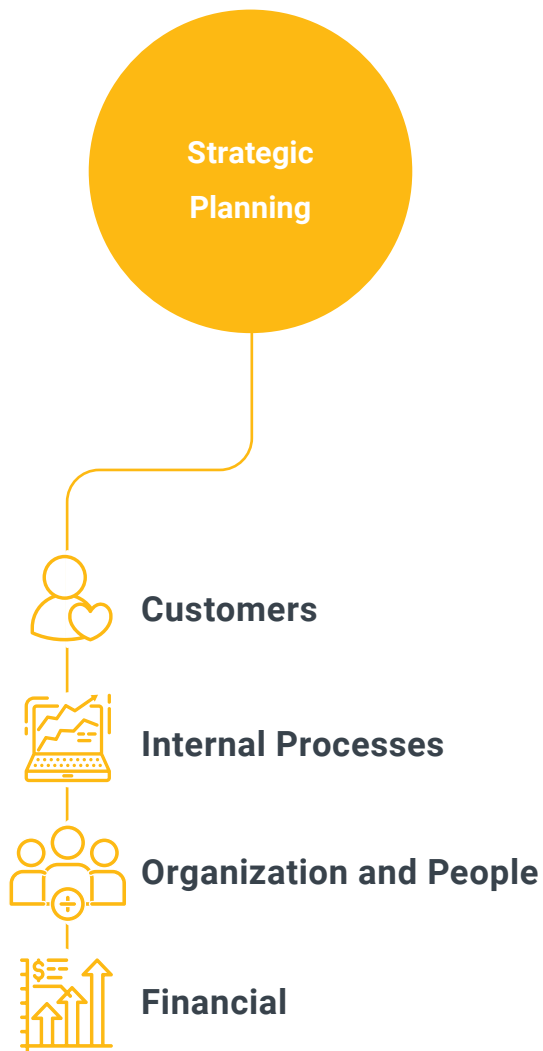 Strategic
Planning
Customers
Internal Processes
Organization and People
$
Financial